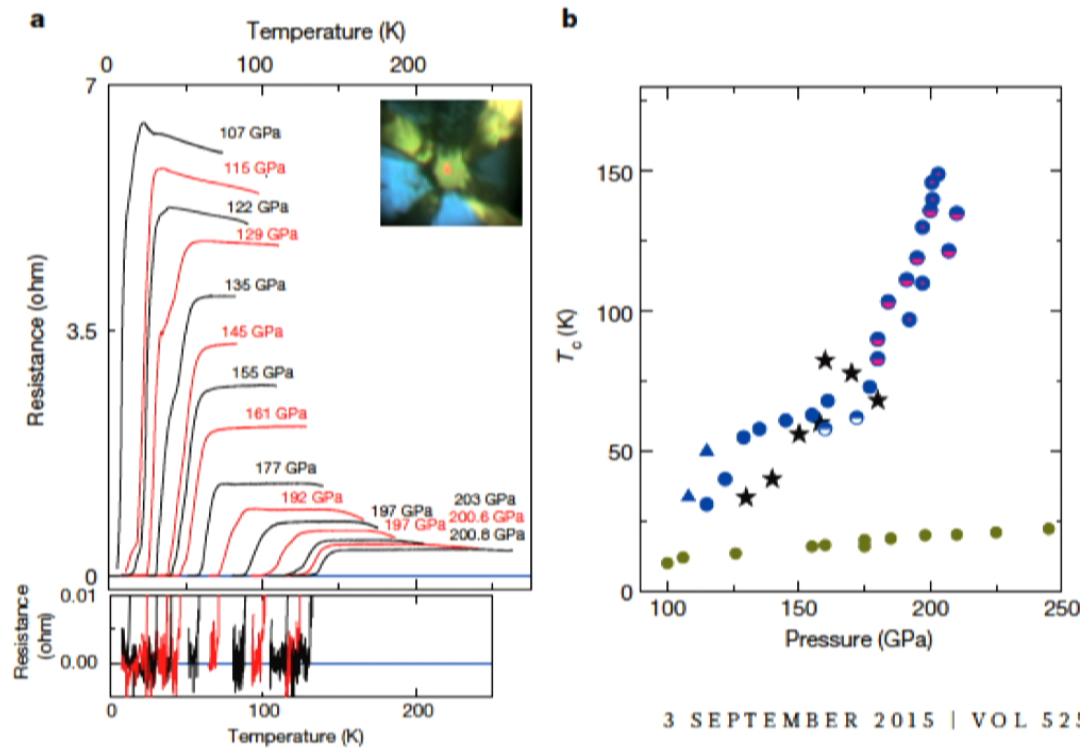 a
Temperature (K)
0 100 200
7
107 GPa
115 GPa
122 GPa
129 GPa
135 GPa
3.5
145 GPa
155 GPa
161 GPa
177 GPa
192 GPa
197 GPa
197 GPa
203 GPa
200.6 GPa
200.8 GPa
0
Resistance (ohm)
0.01
0.00
Resistance
(ohm)
0 100 200
Temperature (K)
b
150
100
50
0
Tc (K)
100 150 200 250
Pressure (GPa)
3 SEPTEMBER 2015 | VOL 525